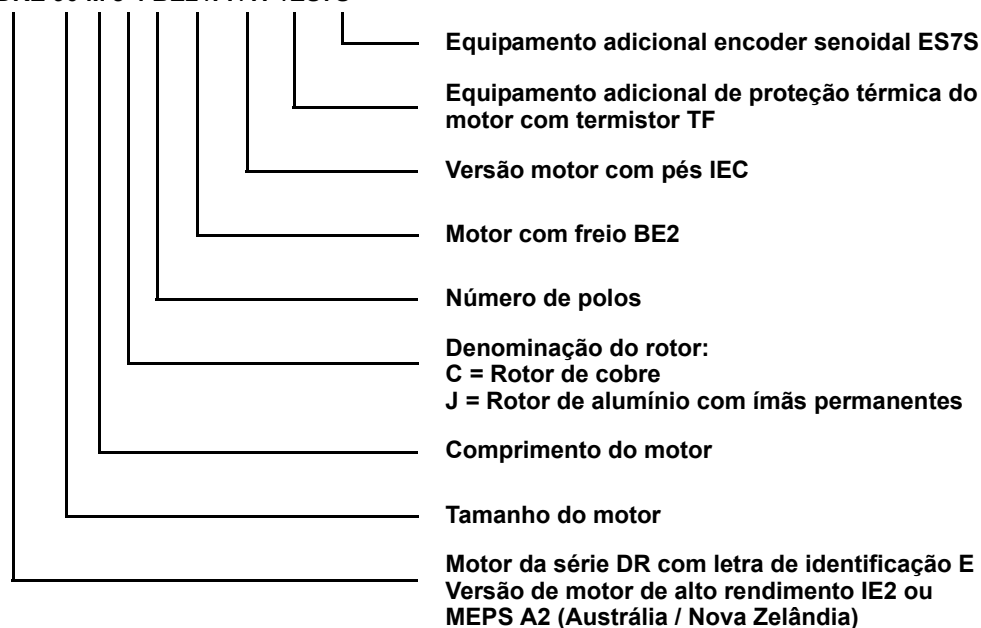 Equipamento adicional encoder senoidal ES7S
Equipamento adicional de proteção térmica do
motor com termistor TF
Versão motor com pés IEC
Motor com freio BE2
Número de polos
Denominação do rotor:
C = Rotor de cobre
J = Rotor de alumínio com ímãs permanentes
Comprimento do motor
Tamanho do motor
Motor da série DR com letra de identificação E
Versão de motor de alto rendimento IE2 ou
MEPS A2 (Austrália / Nova Zelândia)